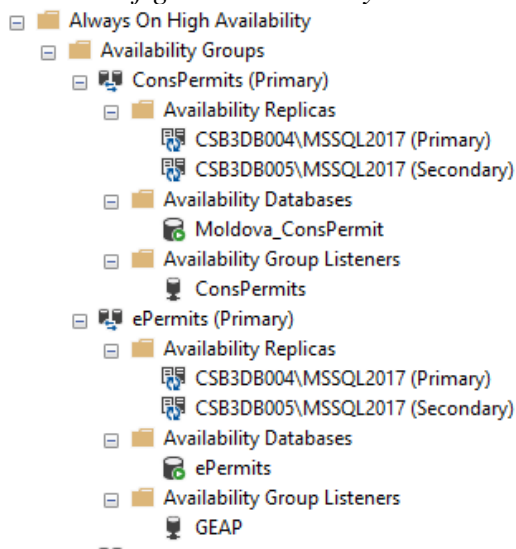 Always On High Availability
Availability Groups
ConsPermits (Primary)
Availability Replicas
CSB3DB004\MSSQL2017 (Primary)
CSB3DB005\MSSQL2017 (Secondary)
Availability Databases
Moldova_ConsPermit
Availability Group Listeners
ConsPermits
ePermits (Primary)
Availability Replicas
CSB3DB004\MSSQL2017 (Primary)
CSB3DB005\MSSQL2017 (Secondary)
Availability Databases
ePermits
Availability Group Listeners
GEAP